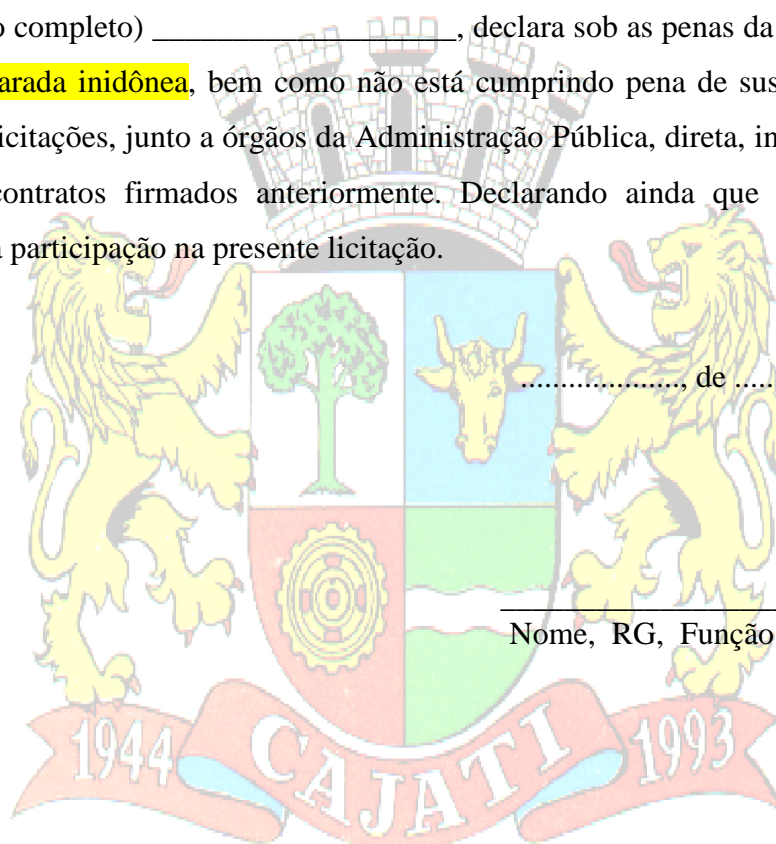 o completo) ___________________, declara sob as penas da
arada inidônea, bem como não está cumprindo pena de sus
icitações, junto a órgãos da Administração Pública, direta, in
contratos firmados anteriormente. Declarando ainda que
a participação na presente licitação.
...................., de .....
__________________
Nome, RG, Função
1944 CAJATI 1993